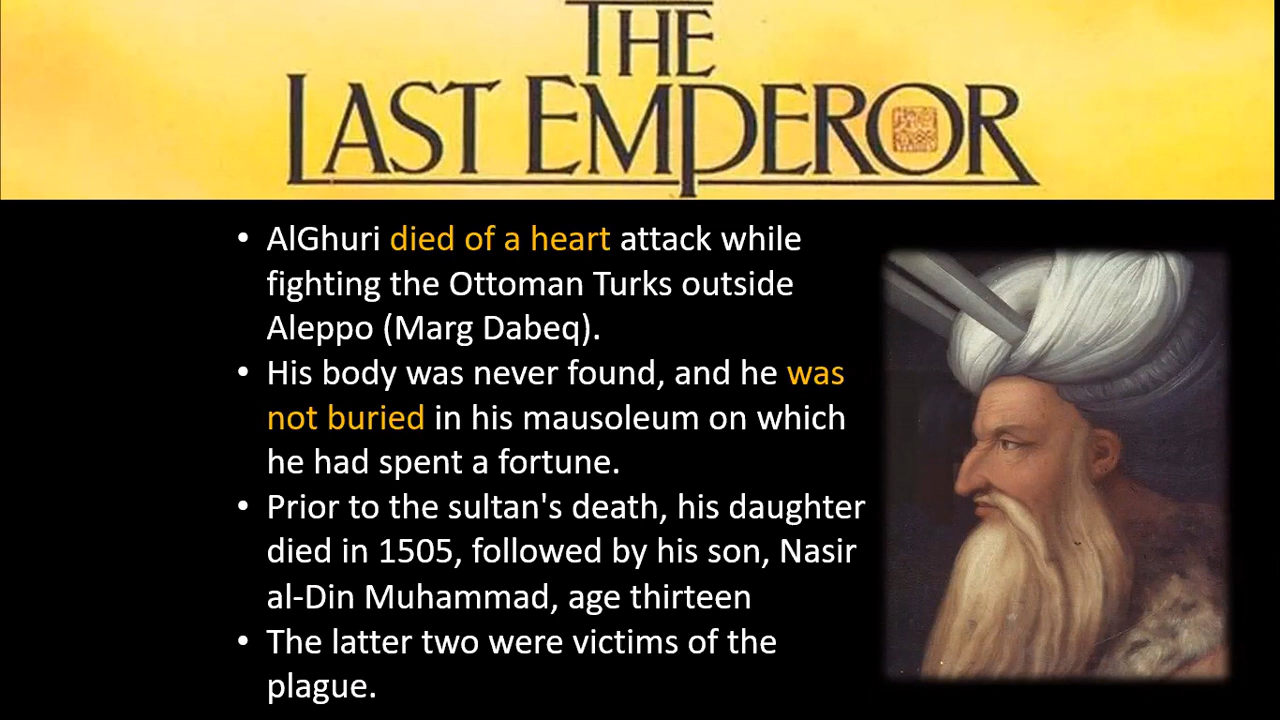 THE
LAST EMPEROR
• AlGhuri died of a heart attack while
fighting the Ottoman Turks outside
Aleppo (Marg Dabeq).
• His body was never found, and he was
not buried in his mausoleum on which
he had spent a fortune.
• Prior to the sultan's death, his daughter
died in 1505, followed by his son, Nasir
al-Din Muhammad, age thirteen
• The latter two were victims of the
plague.